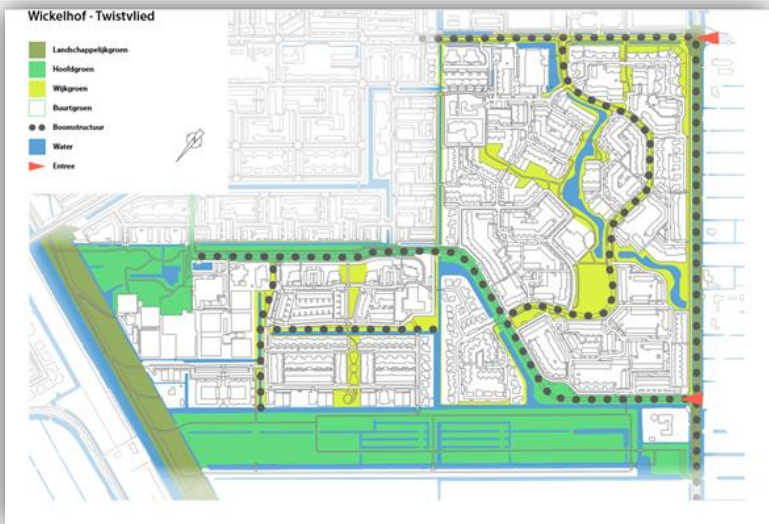 Wickelhof - Twistvlied
Landschappelijkgroen
Hoofdgroen
Wijkgroen
Buurtgroen
Boomstructuur
Water
Entree